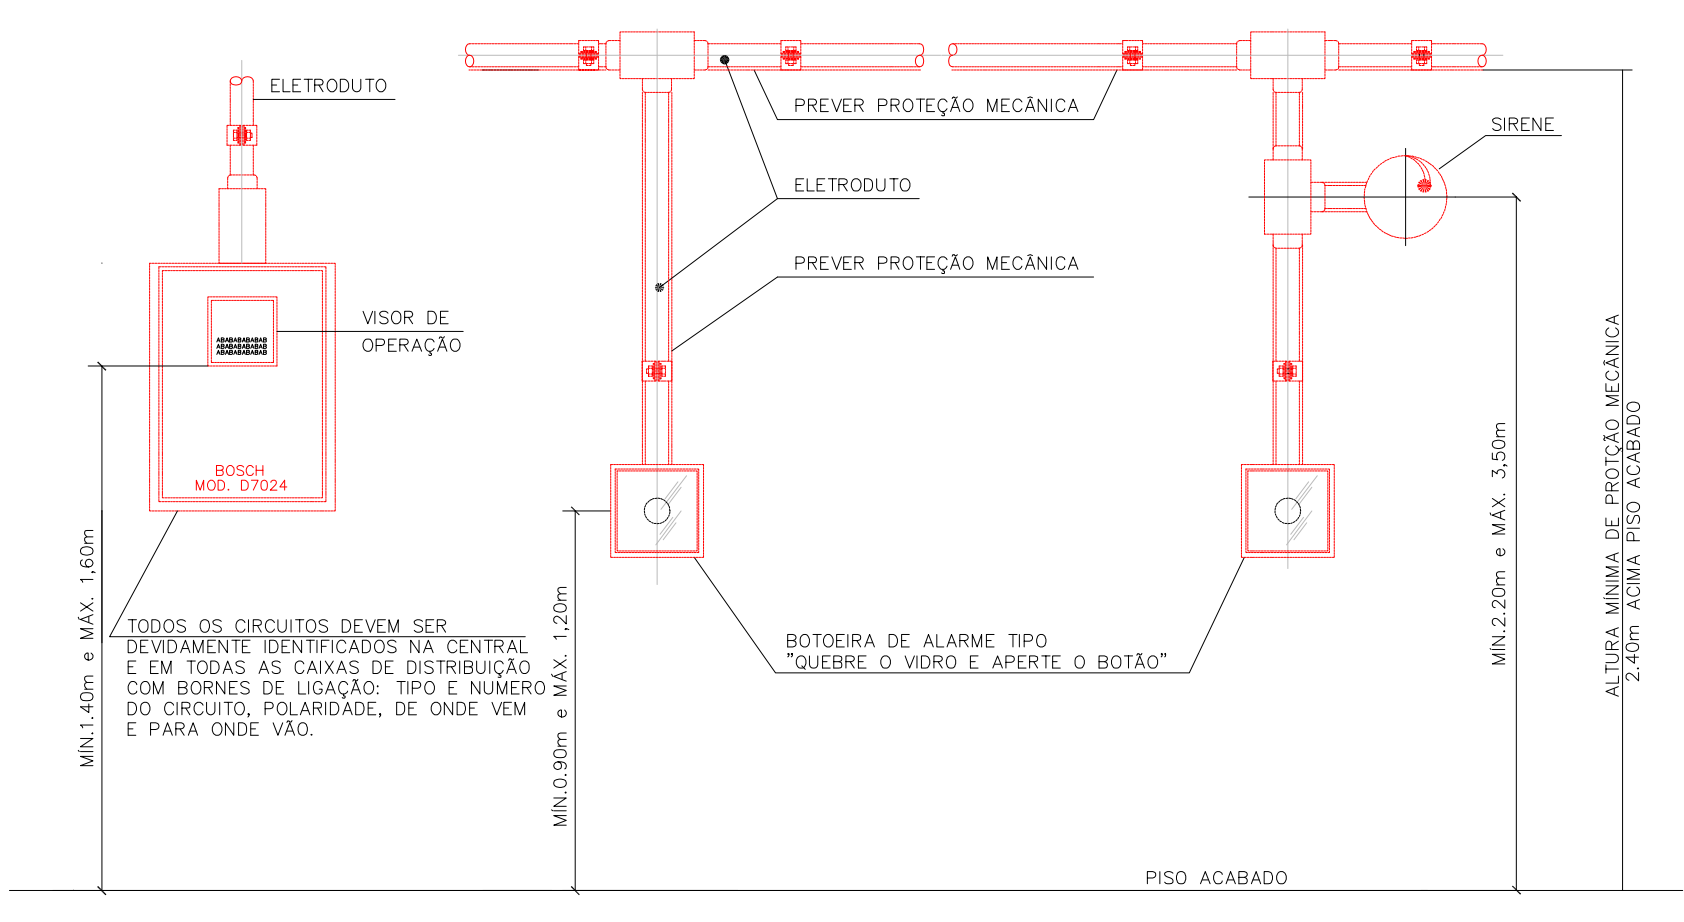 ELETRODUTO
PREVER PROTEÇÃO MECÂNICA
SIRENE
ELETRODUTO
PREVER PROTEÇÃO MECÂNICA
VISOR DE
OPERAÇÃO
ABABABABABAB
ABABABABABAB
ABABABABABAB
BOSCH
MOD. D7024
MÍN.1.40m e MÁX. 1,60m
TODOS OS CIRCUITOS DEVEM SER
DEVIDAMENTE IDENTIFICADOS NA CENTRAL
E EM TODAS AS CAIXAS DE DISTRIBUIÇÃO
COM BORNES DE LIGAÇÃO: TIPO E NUMERO
DO CIRCUITO, POLARIDADE, DE ONDE VEM
E PARA ONDE VÃO.
MÍN.0.90m e MÁX. 1,20m
BOTOEIRA DE ALARME TIPO
"QUEBRE O VIDRO E APERTE O BOTÃO"
MÍN.2.20m e MÁX. 3,50m
ALTURA MÍNIMA DE PROTÇÃO MECÂNICA
2.40m ACIMA PISO ACABADO
PISO ACABADO